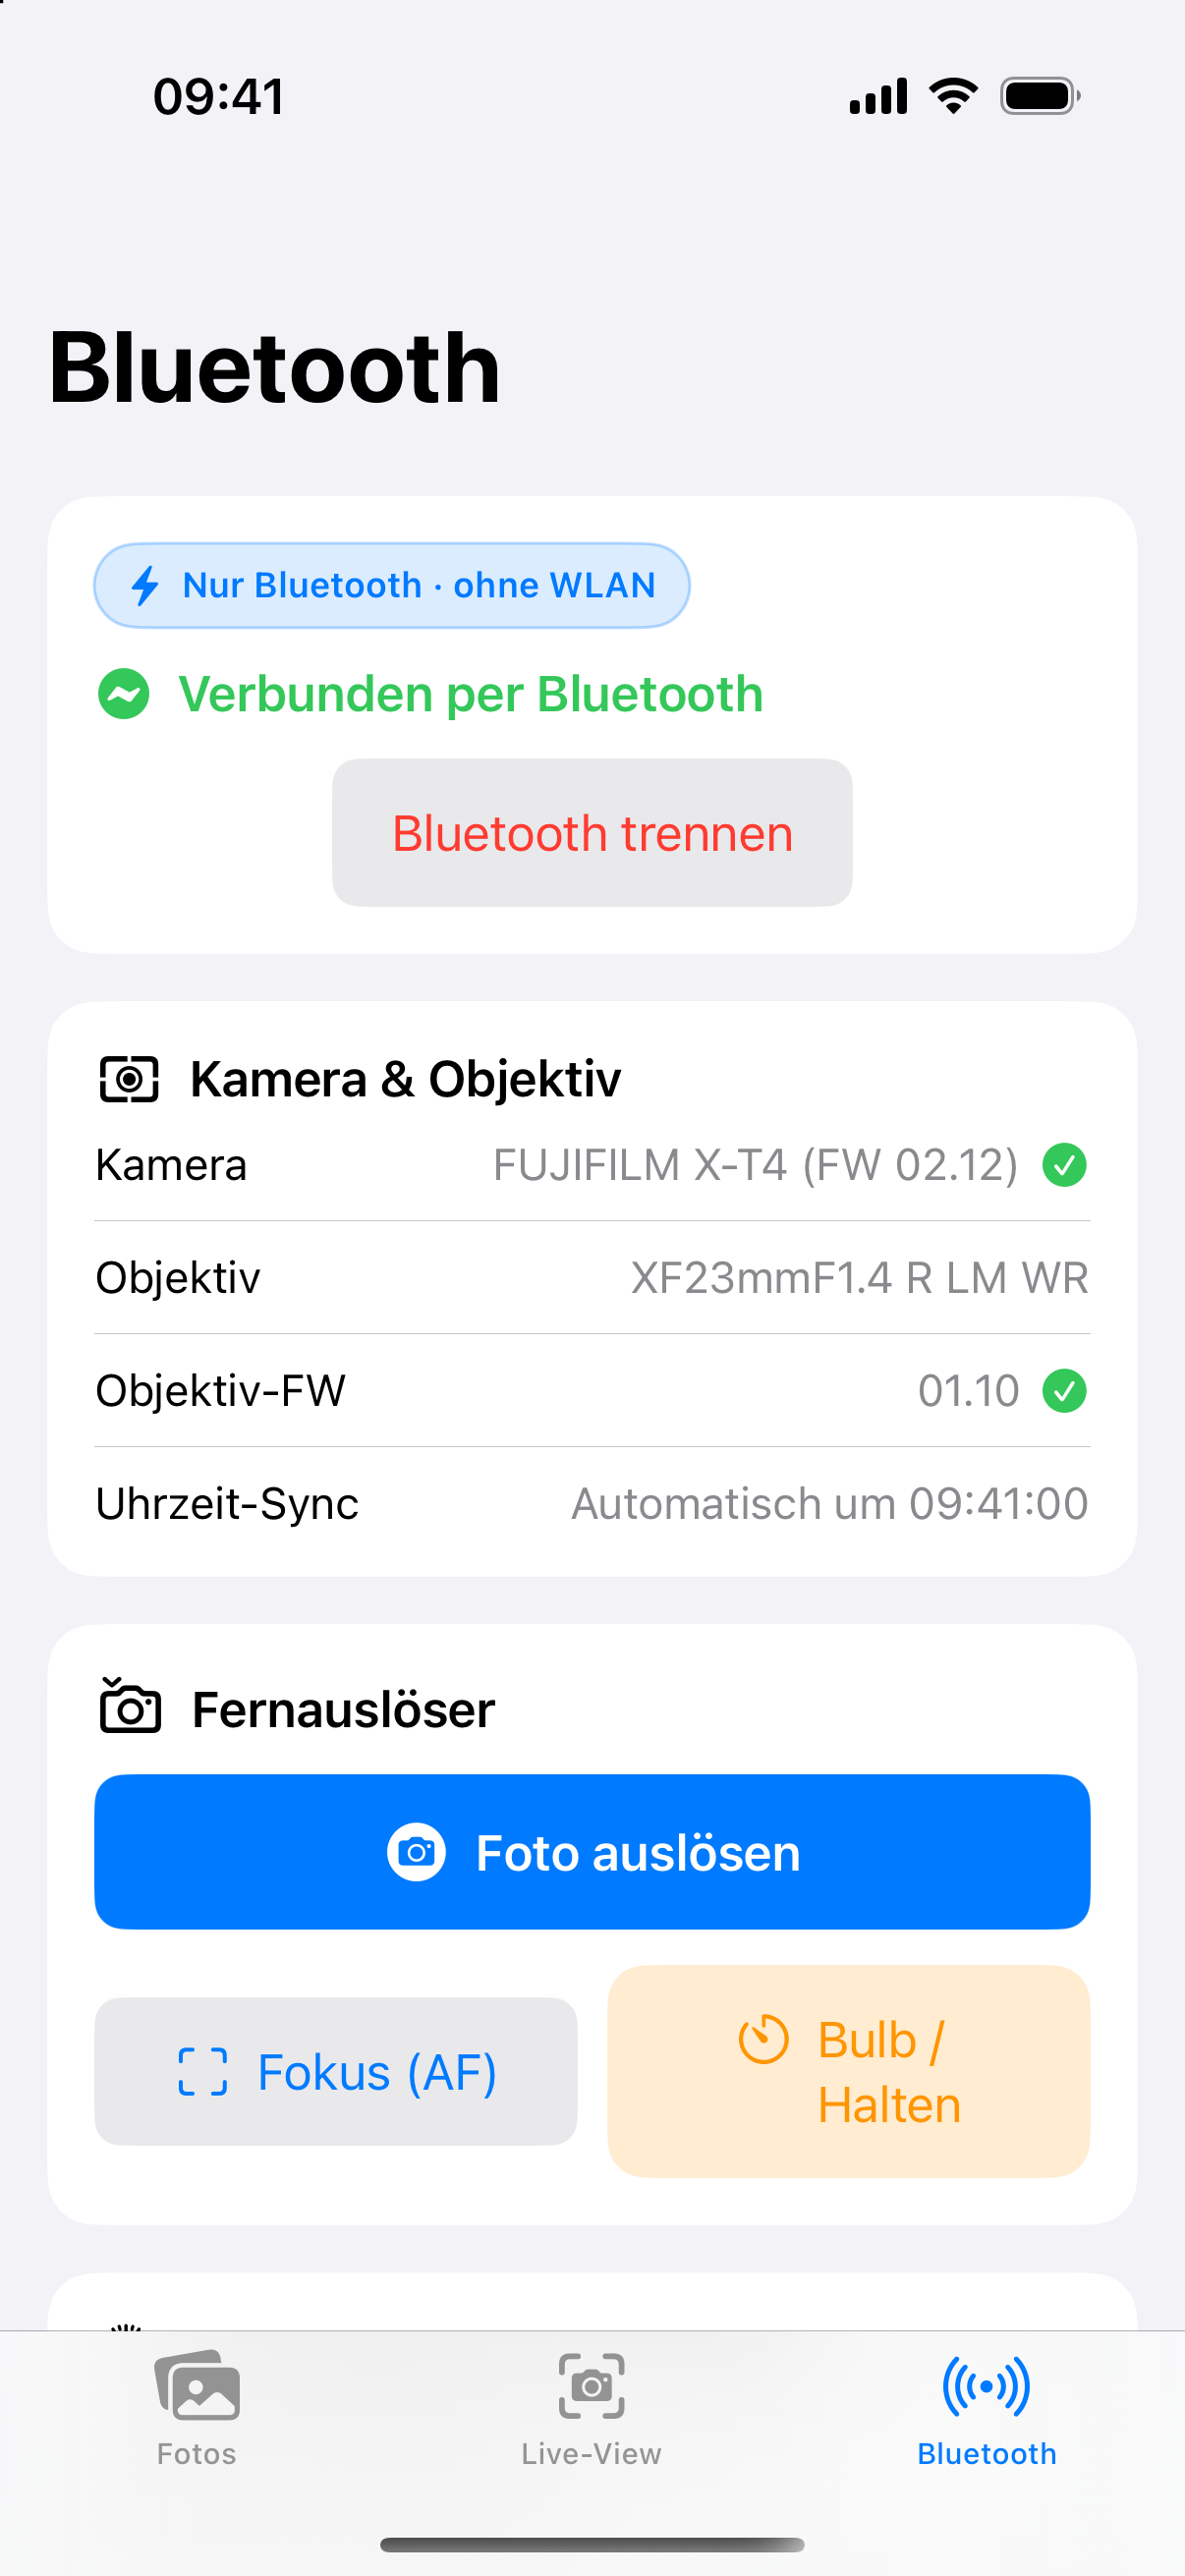 09:41
Bluetooth
Nur Bluetooth · ohne WLAN
Verbunden per Bluetooth
Bluetooth trennen
Kamera & Objektiv
Kamera FUJIFILM X-T4 (FW 02.12)
Objektiv XF23mmF1.4 R LM WR
Objektiv-FW 01.10
Uhrzeit-Sync Automatisch um 09:41:00
Fernauslöser
Foto auslösen
Fokus (AF)
Bulb /
Halten
Fotos Live-View Bluetooth